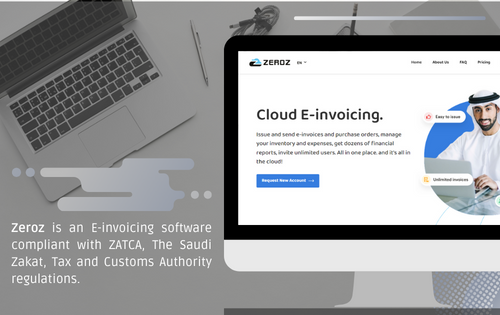 ZEROZ
EN
Home
About Us
FAQ
Pricing
Cloud E-invoicing.
Issue and send e-invoices and purchase orders, manage
your inventory and expenses, get dozens of financial
reports, invite unlimited users. All in one place, and it's all in
the cloud!
Request New Account
Easy to issue
Unlimited invoices
Zeroz is an E-invoicing software
compliant with ZATCA, The Saudi
Zakat, Tax and Customs Authority
regulations.